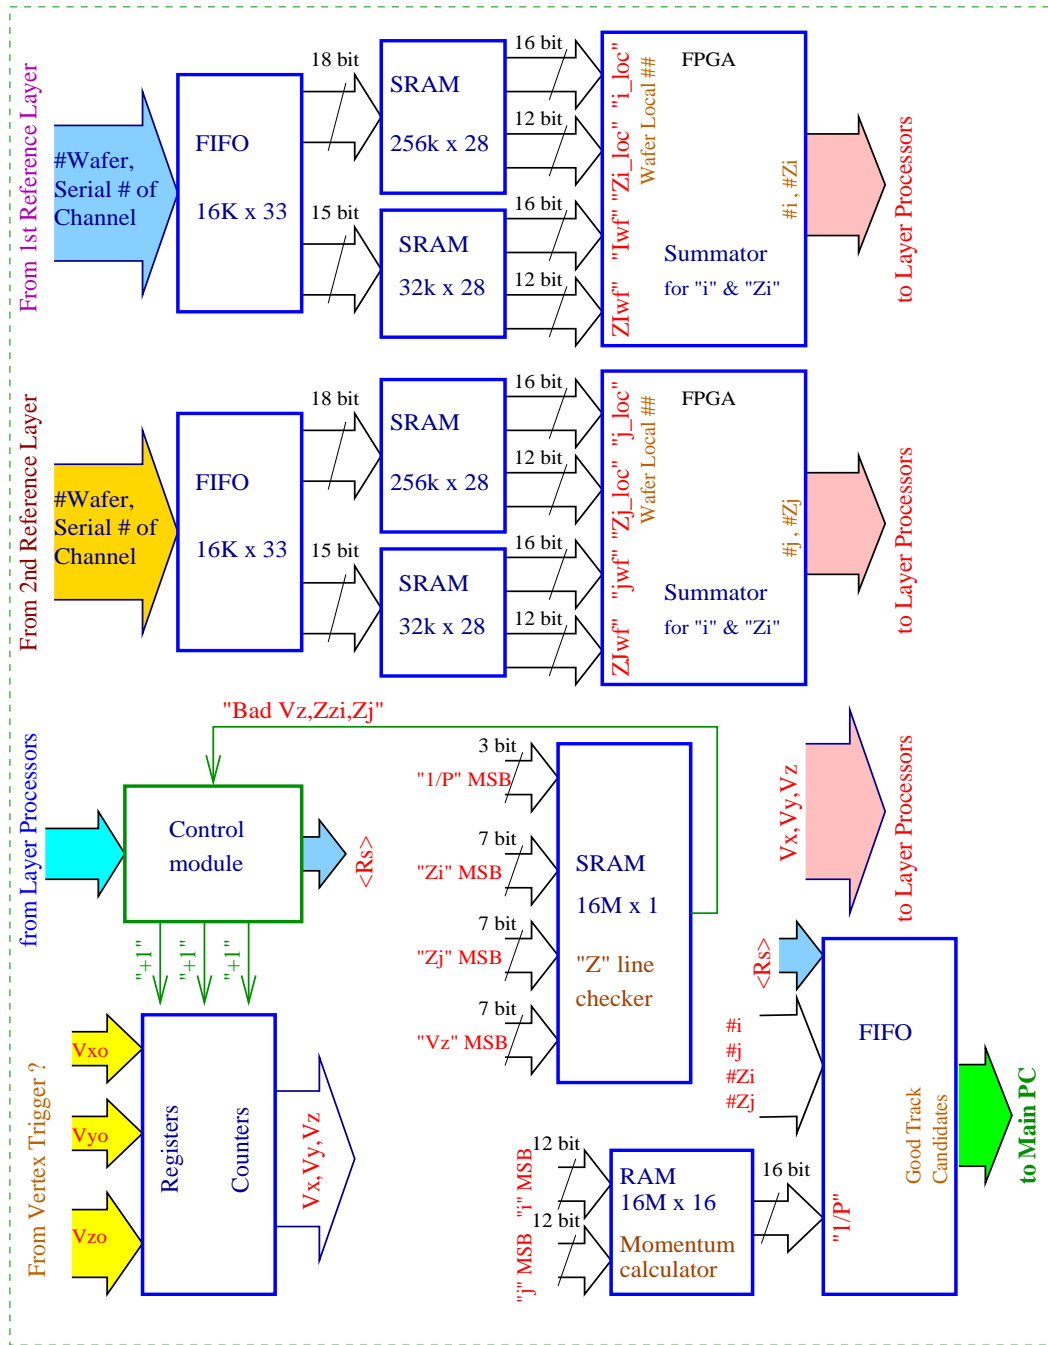 From 1st Reference Layer
#Wafer,
Serial # of
Channel
FIFO
16K x 33
18 bit
15 bit
SRAM
256k x 28
SRAM
32k x 28
16 bit
12 bit
16 bit
12 bit
"i_loc"
"Zi_loc"
"Iwf"
ZIwf"
Wafer Local ##
FPGA
Summator
for "i" & "Zi"
#i , #Zi
to Layer Processors
From 2nd Reference Layer
#Wafer,
Serial # of
Channel
FIFO
16K x 33
18 bit
15 bit
SRAM
256k x 28
SRAM
32k x 28
16 bit
12 bit
16 bit
12 bit
"j_loc"
"Zj_loc"
"jwf"
ZJwf"
Wafer Local ##
FPGA
Summator
for "i" & "Zi"
#j , #Zj
to Layer Processors
"Bad Vz,Zzi,Zj"
from Layer Processors
Control
module
<Rs>
"+1"
"+1"
"+1"
3 bit
"1/P" MSB
7 bit
"Zi" MSB
7 bit
"Zj" MSB
7 bit
"Vz" MSB
SRAM
16M x 1
"Z" line
checker
Vx,Vy,Vz
to Layer Processors
From Vertex Trigger ?
Vxo
Vyo
Vzo
Registers
Counters
Vx,Vy,Vz
<Rs>
#i
#j
#Zi
#Zj
FIFO
Good Track
Candidates
to Main PC
12 bit
"i" MSB
12 bit
"j" MSB
RAM
16M x 16
Momentum
calculator
16 bit
"1/P"